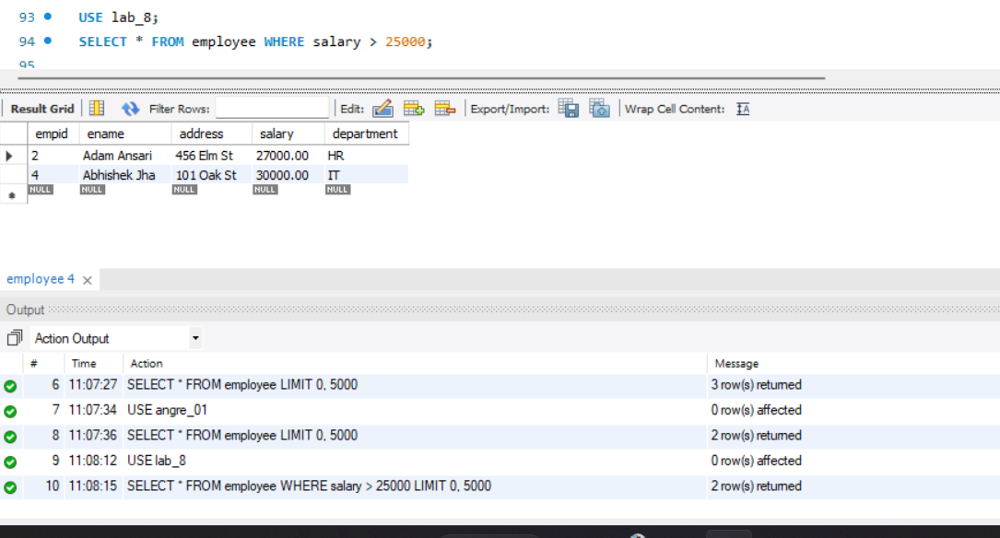 93 USE lab_8;
94 SELECT * FROM employee WHERE salary > 25000;
95
Result Grid Filter Rows: Edit: Export/Import: Wrap Cell Content: IA
empid ename address salary department
2 Adam Ansari 456 Elm St 27000.00 HR
4 Abhishek Jha 101 Oak St 30000.00 IT
NULL NULL NULL NULL NULL
employee 4
Output
Action Output
# Time Action Message
6 11:07:27 SELECT * FROM employee LIMIT 0, 5000 3 row(s) returned
7 11:07:34 USE angre_01 0 row(s) affected
8 11:07:36 SELECT * FROM employee LIMIT 0, 5000 2 row(s) returned
9 11:08:12 USE lab_8 0 row(s) affected
10 11:08:15 SELECT * FROM employee WHERE salary > 25000 LIMIT 0, 5000 2 row(s) returned